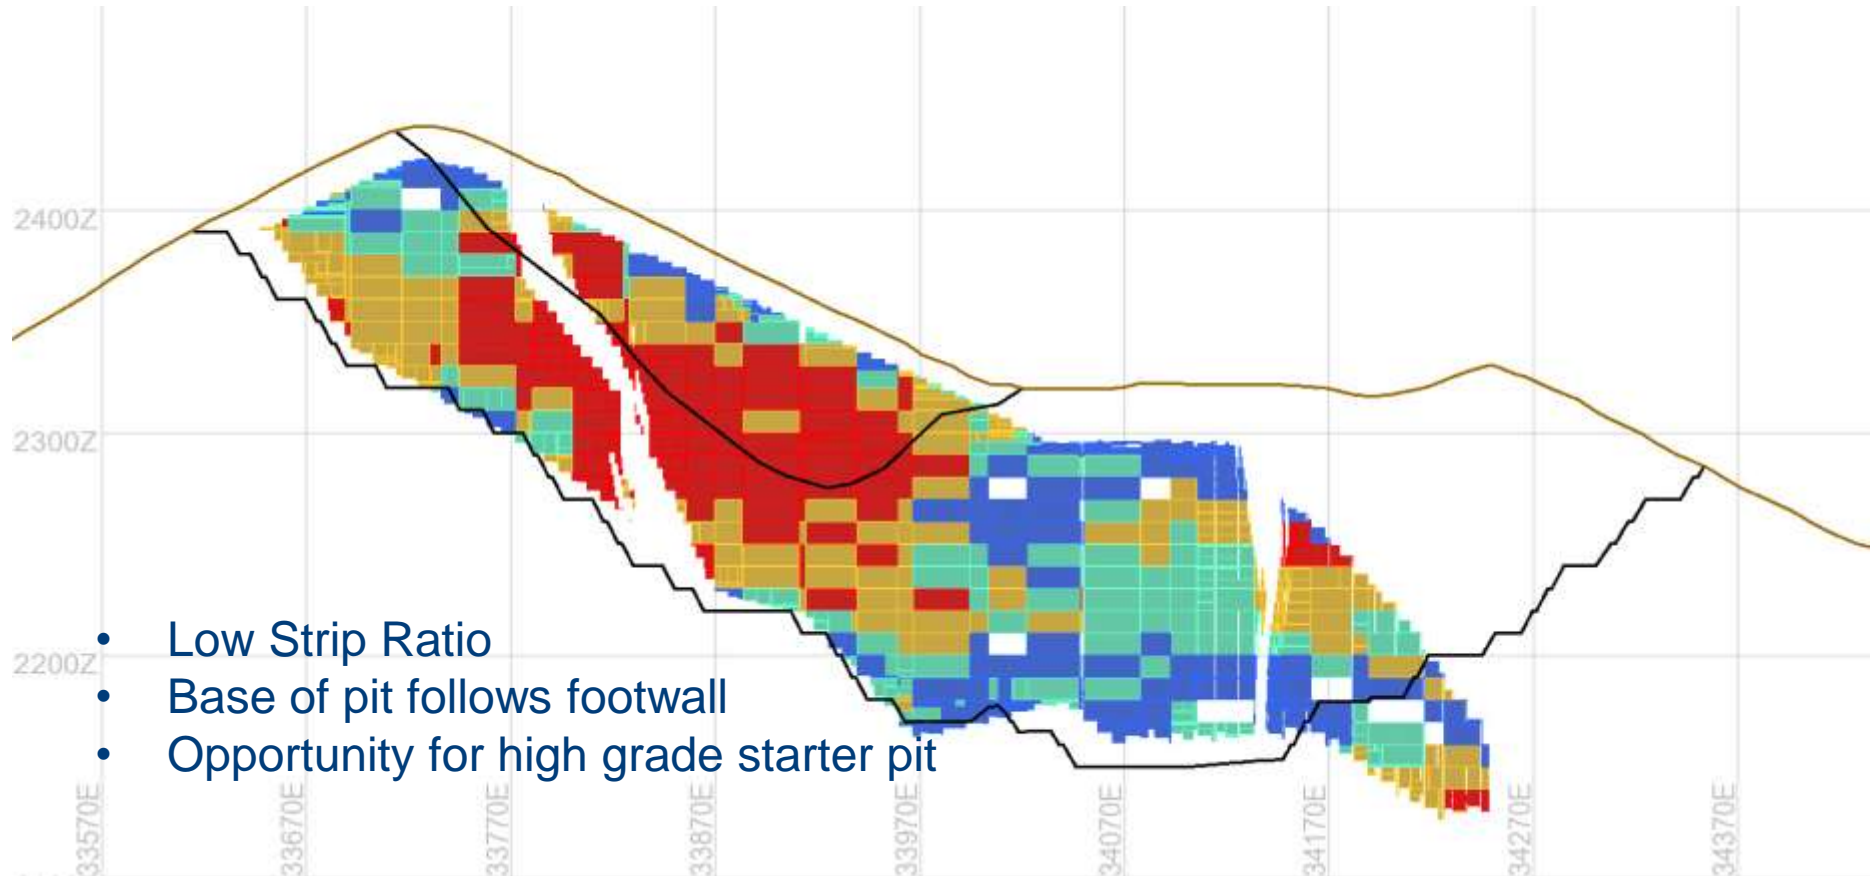 2400Z
2300Z
2200Z
• Low Strip Ratio
• Base of pit follows footwall
• Opportunity for high grade starter pit
33570E
33670E
33770E
33870E
33970E
34070E
34170E
34270E
34370E